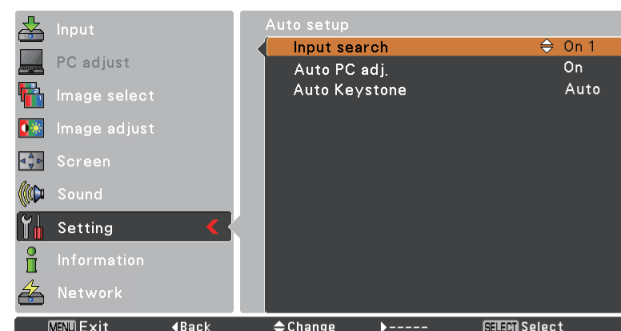 Input
PC adjust
Image select
Image adjust
Screen
Sound
Setting
Information
Network
Auto setup
Input search On 1
Auto PC adj. On
Auto Keystone Auto
MENU Exit Back Change ----- SELECT Select